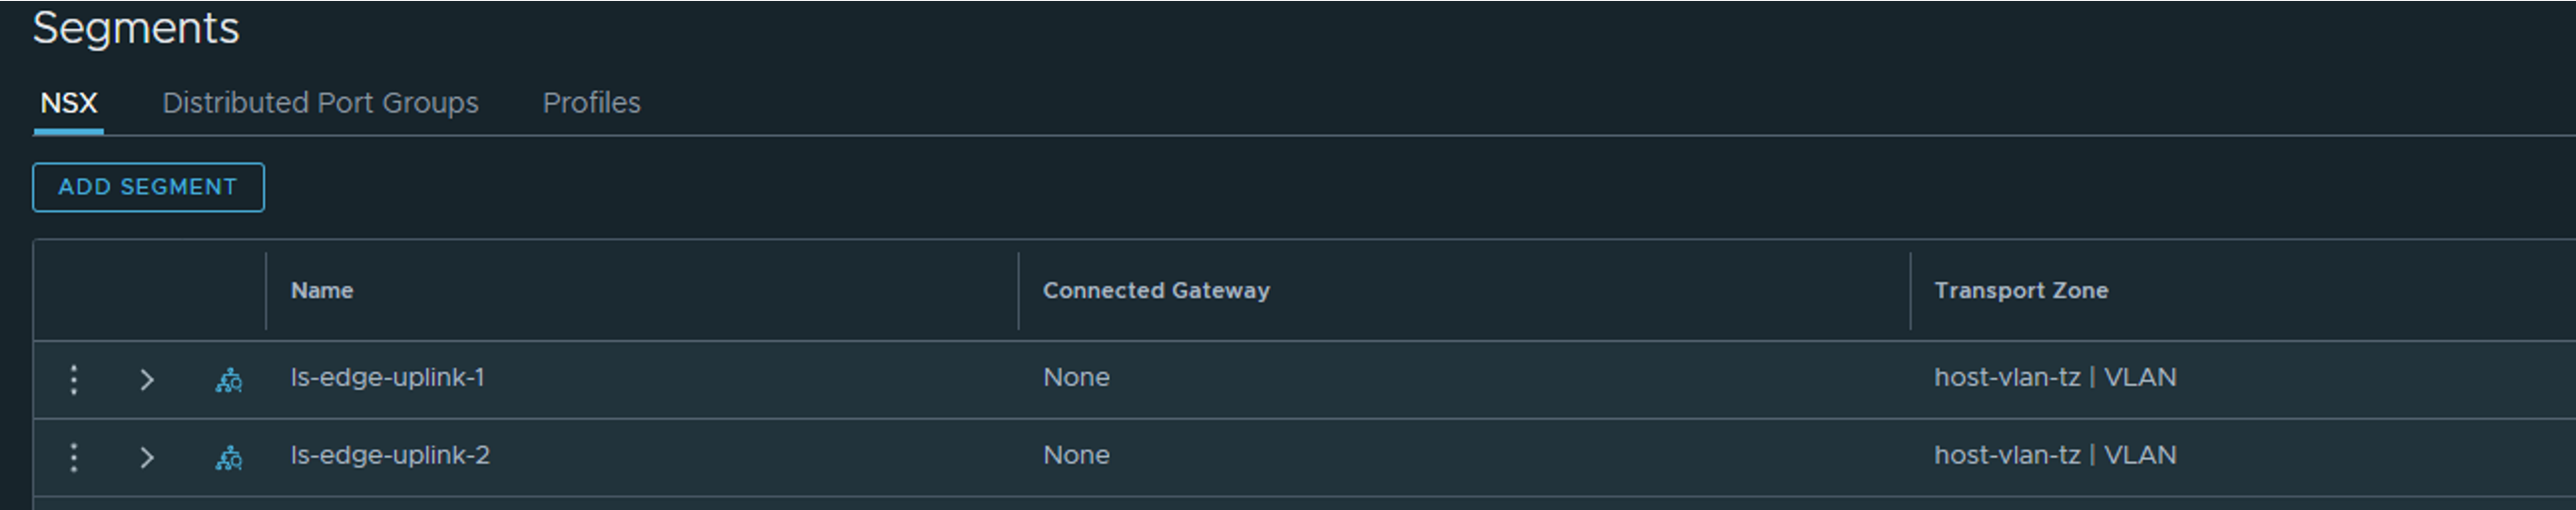 Segments
NSX Distributed Port Groups Profiles
ADD SEGMENT
Name Connected Gateway Transport Zone
ls-edge-uplink-1 None host-vlan-tz | VLAN
ls-edge-uplink-2 None host-vlan-tz | VLAN